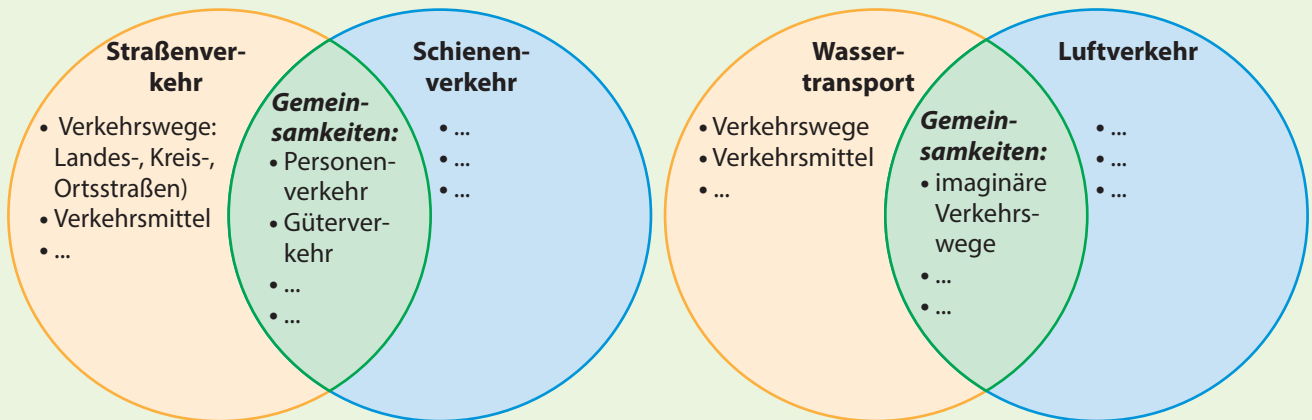 Straßenver-
kehr
• Verkehrswege:
Landes-, Kreis-,
Ortsstraßen)
• Verkehrsmittel
• ...
Gemein-
samkeiten:
• Personen-
verkehr
• Güterver-
kehr
• ...
• ...
Schienen-
verkehr
• ...
• ...
• ...
Wasser-
transport
• Verkehrswege
• Verkehrsmittel
• ...
Gemein-
samkeiten:
• imaginäre
Verkehrs-
wege
• ...
• ...
Luftverkehr
• ...
• ...
• ...